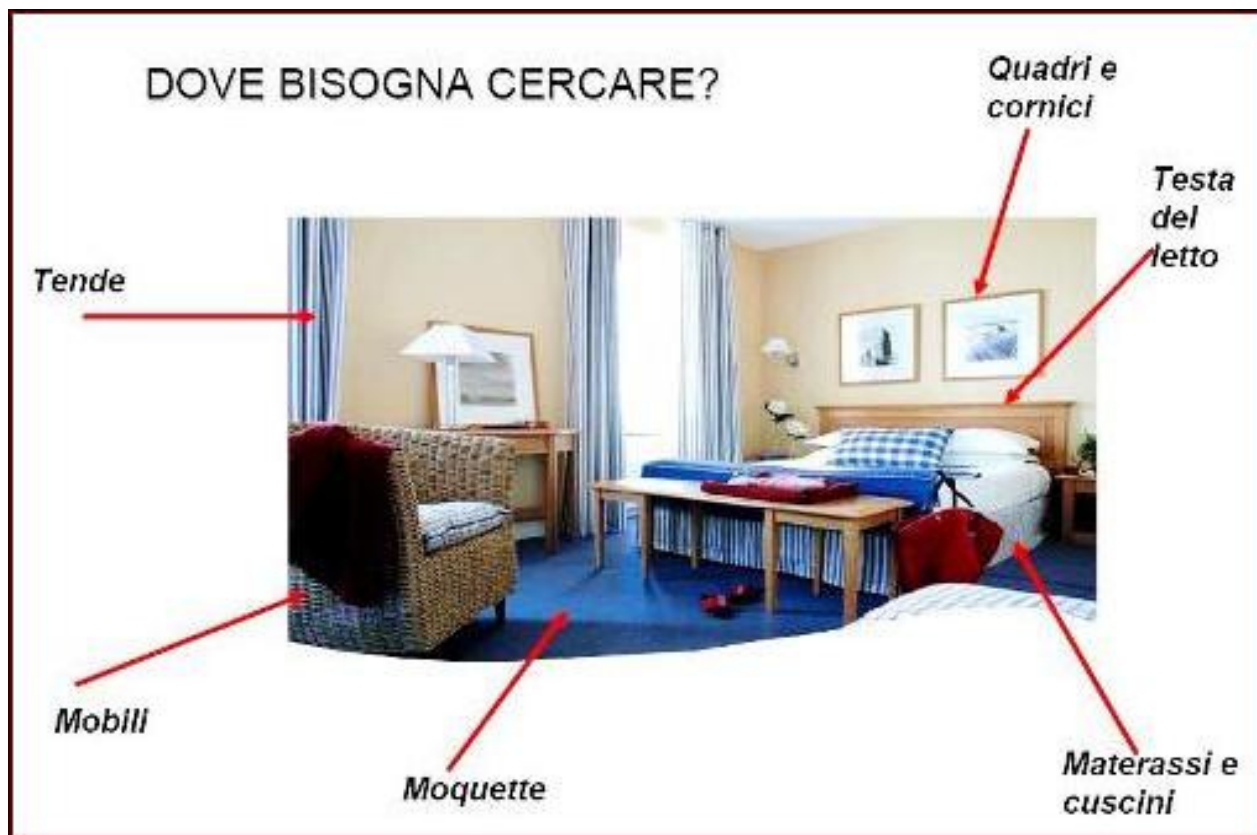 DOVE BISOGNA CERCARE?
Quadri e
cornici
Testa
del
letto
Tende
Mobili
Moquette
Materassi e
cuscini